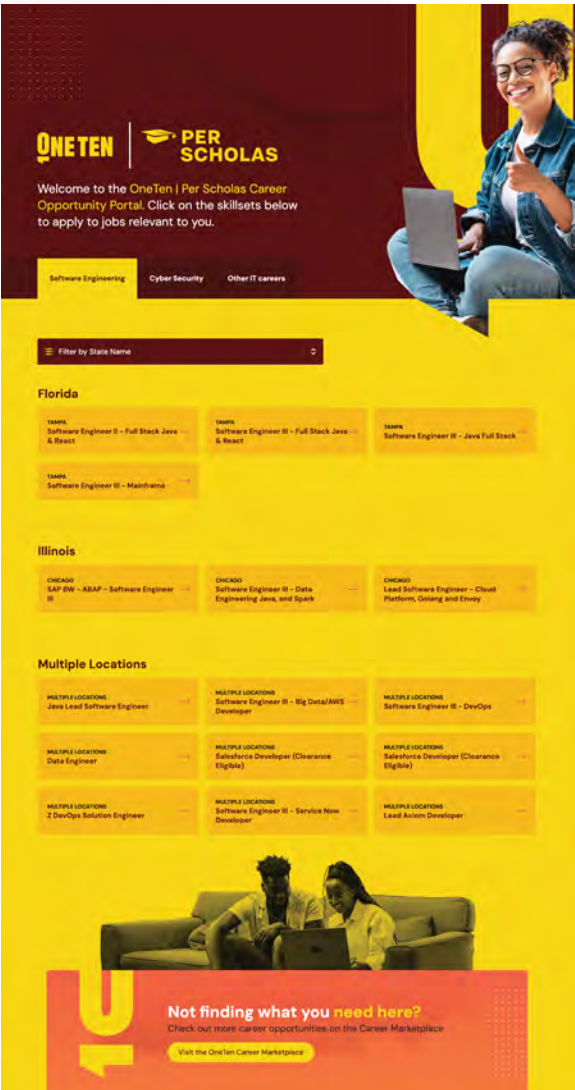 ONETEN
PER
SCHOLAS
Welcome to the OneTen | Per Scholas Career
Opportunity Portal. Click on the skillsets below
to apply to jobs relevant to you.
Software Engineering
Cyber Security
Other IT careers
Filter by State Name
Florida
TAMPA
Software Engineer II - Full Stack Java
& React
TAMPA
Software Engineer III - Full Stack Java
& React
TAMPA
Software Engineer III - Java Full Stack
TAMPA
Software Engineer III - Mainframe
Illinois
CHICAGO
SAP BW - ABAP - Software Engineer
III
CHICAGO
Software Engineer III - Data
Engineering Java, and Spark
CHICAGO
Lead Software Engineer - Cloud
Platform, Golang and Envoy
Multiple Locations
MULTIPLE LOCATIONS
Java Lead Software Engineer
MULTIPLE LOCATIONS
Software Engineer III - Big Data/AWS
Developer
MULTIPLE LOCATIONS
Software Engineer III - DevOps
MULTIPLE LOCATIONS
Data Engineer
MULTIPLE LOCATIONS
Salesforce Developer (Clearance
Eligible)
MULTIPLE LOCATIONS
Salesforce Developer (Clearance
Eligible)
MULTIPLE LOCATIONS
Z DevOps Solution Engineer
MULTIPLE LOCATIONS
Software Engineer III - Service Now
Developer
MULTIPLE LOCATIONS
Lead Axiom Developer
Not finding what you need here?
Check out more career opportunities on the Career Marketplace
Visit the OneTen Career Marketplace